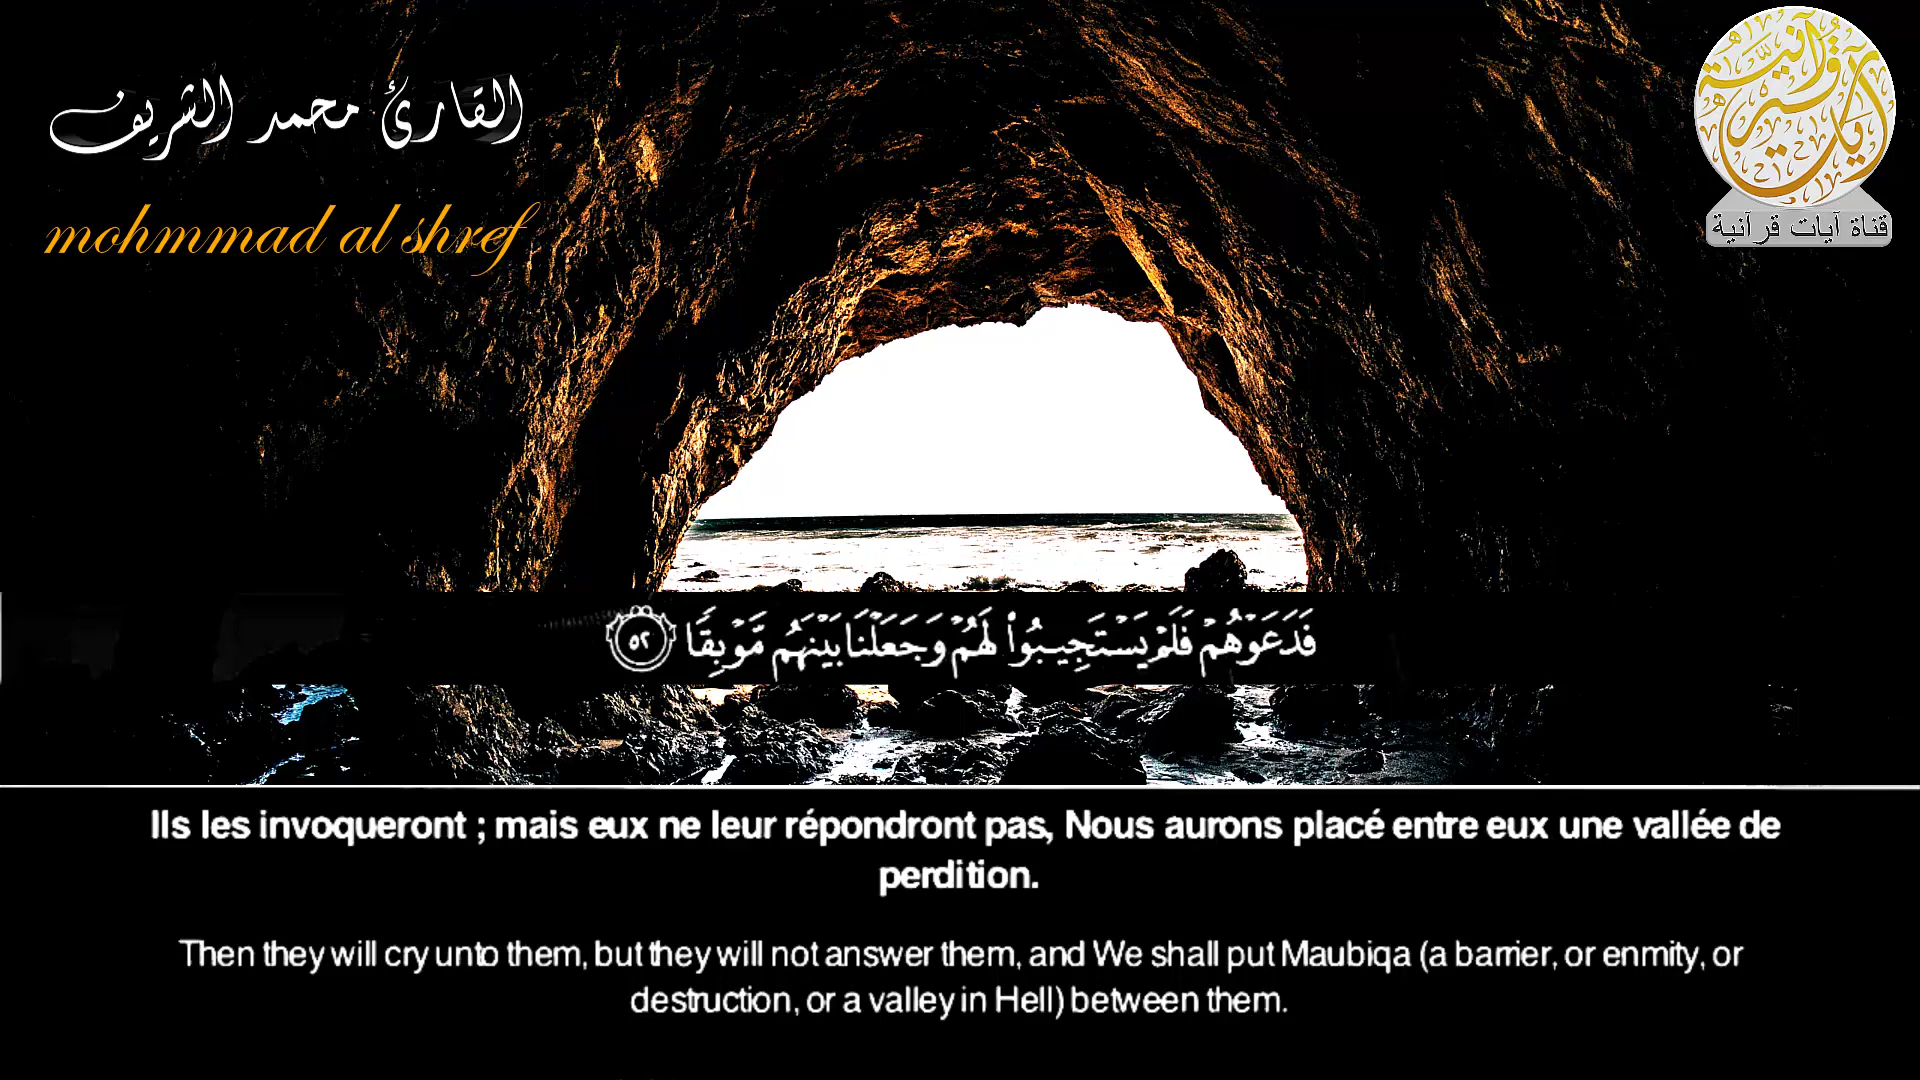 القارئ محمد الشريف
mohmmad al shref
آيات قرآنية
قناة آيات قرآنية
فَدَعَوْهُمْ فَلَمْ يَسْتَجِيبُوا۟ لَهُمْ وَجَعَلْنَا بَيْنَهُم مَّوْبِقًا ٥٢
Ils les invoqueront ; mais eux ne leur répondront pas, Nous aurons placé entre eux une vallée de
perdition.
Then they will cry unto them, but they will not answer them, and We shall put Maubiqa (a barrier, or enmity, or
destruction, or a valley in Hell) between them.